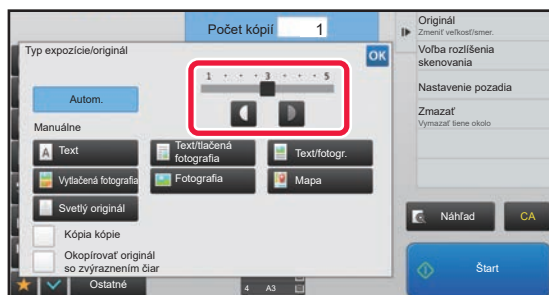 Počet kópií 1
Typ expozície/originál
OK
1 3 5
Autom.
Manuálne
A Text
Text/tlačená
fotografia
Text/fotogr.
Vytlačená fotografia
Fotografia
Mapa
Svetlý originál
Kópia kópie
Okopírovať originál
so zvýraznením čiar
Ostatné
4 A3
Originál
Zmeniť veľkosť/smer.
Voľba rozlíšenia
skenovania
Nastavenie pozadia
Zmazať
Vymazať tiene okolo
Náhľad
CA
Štart